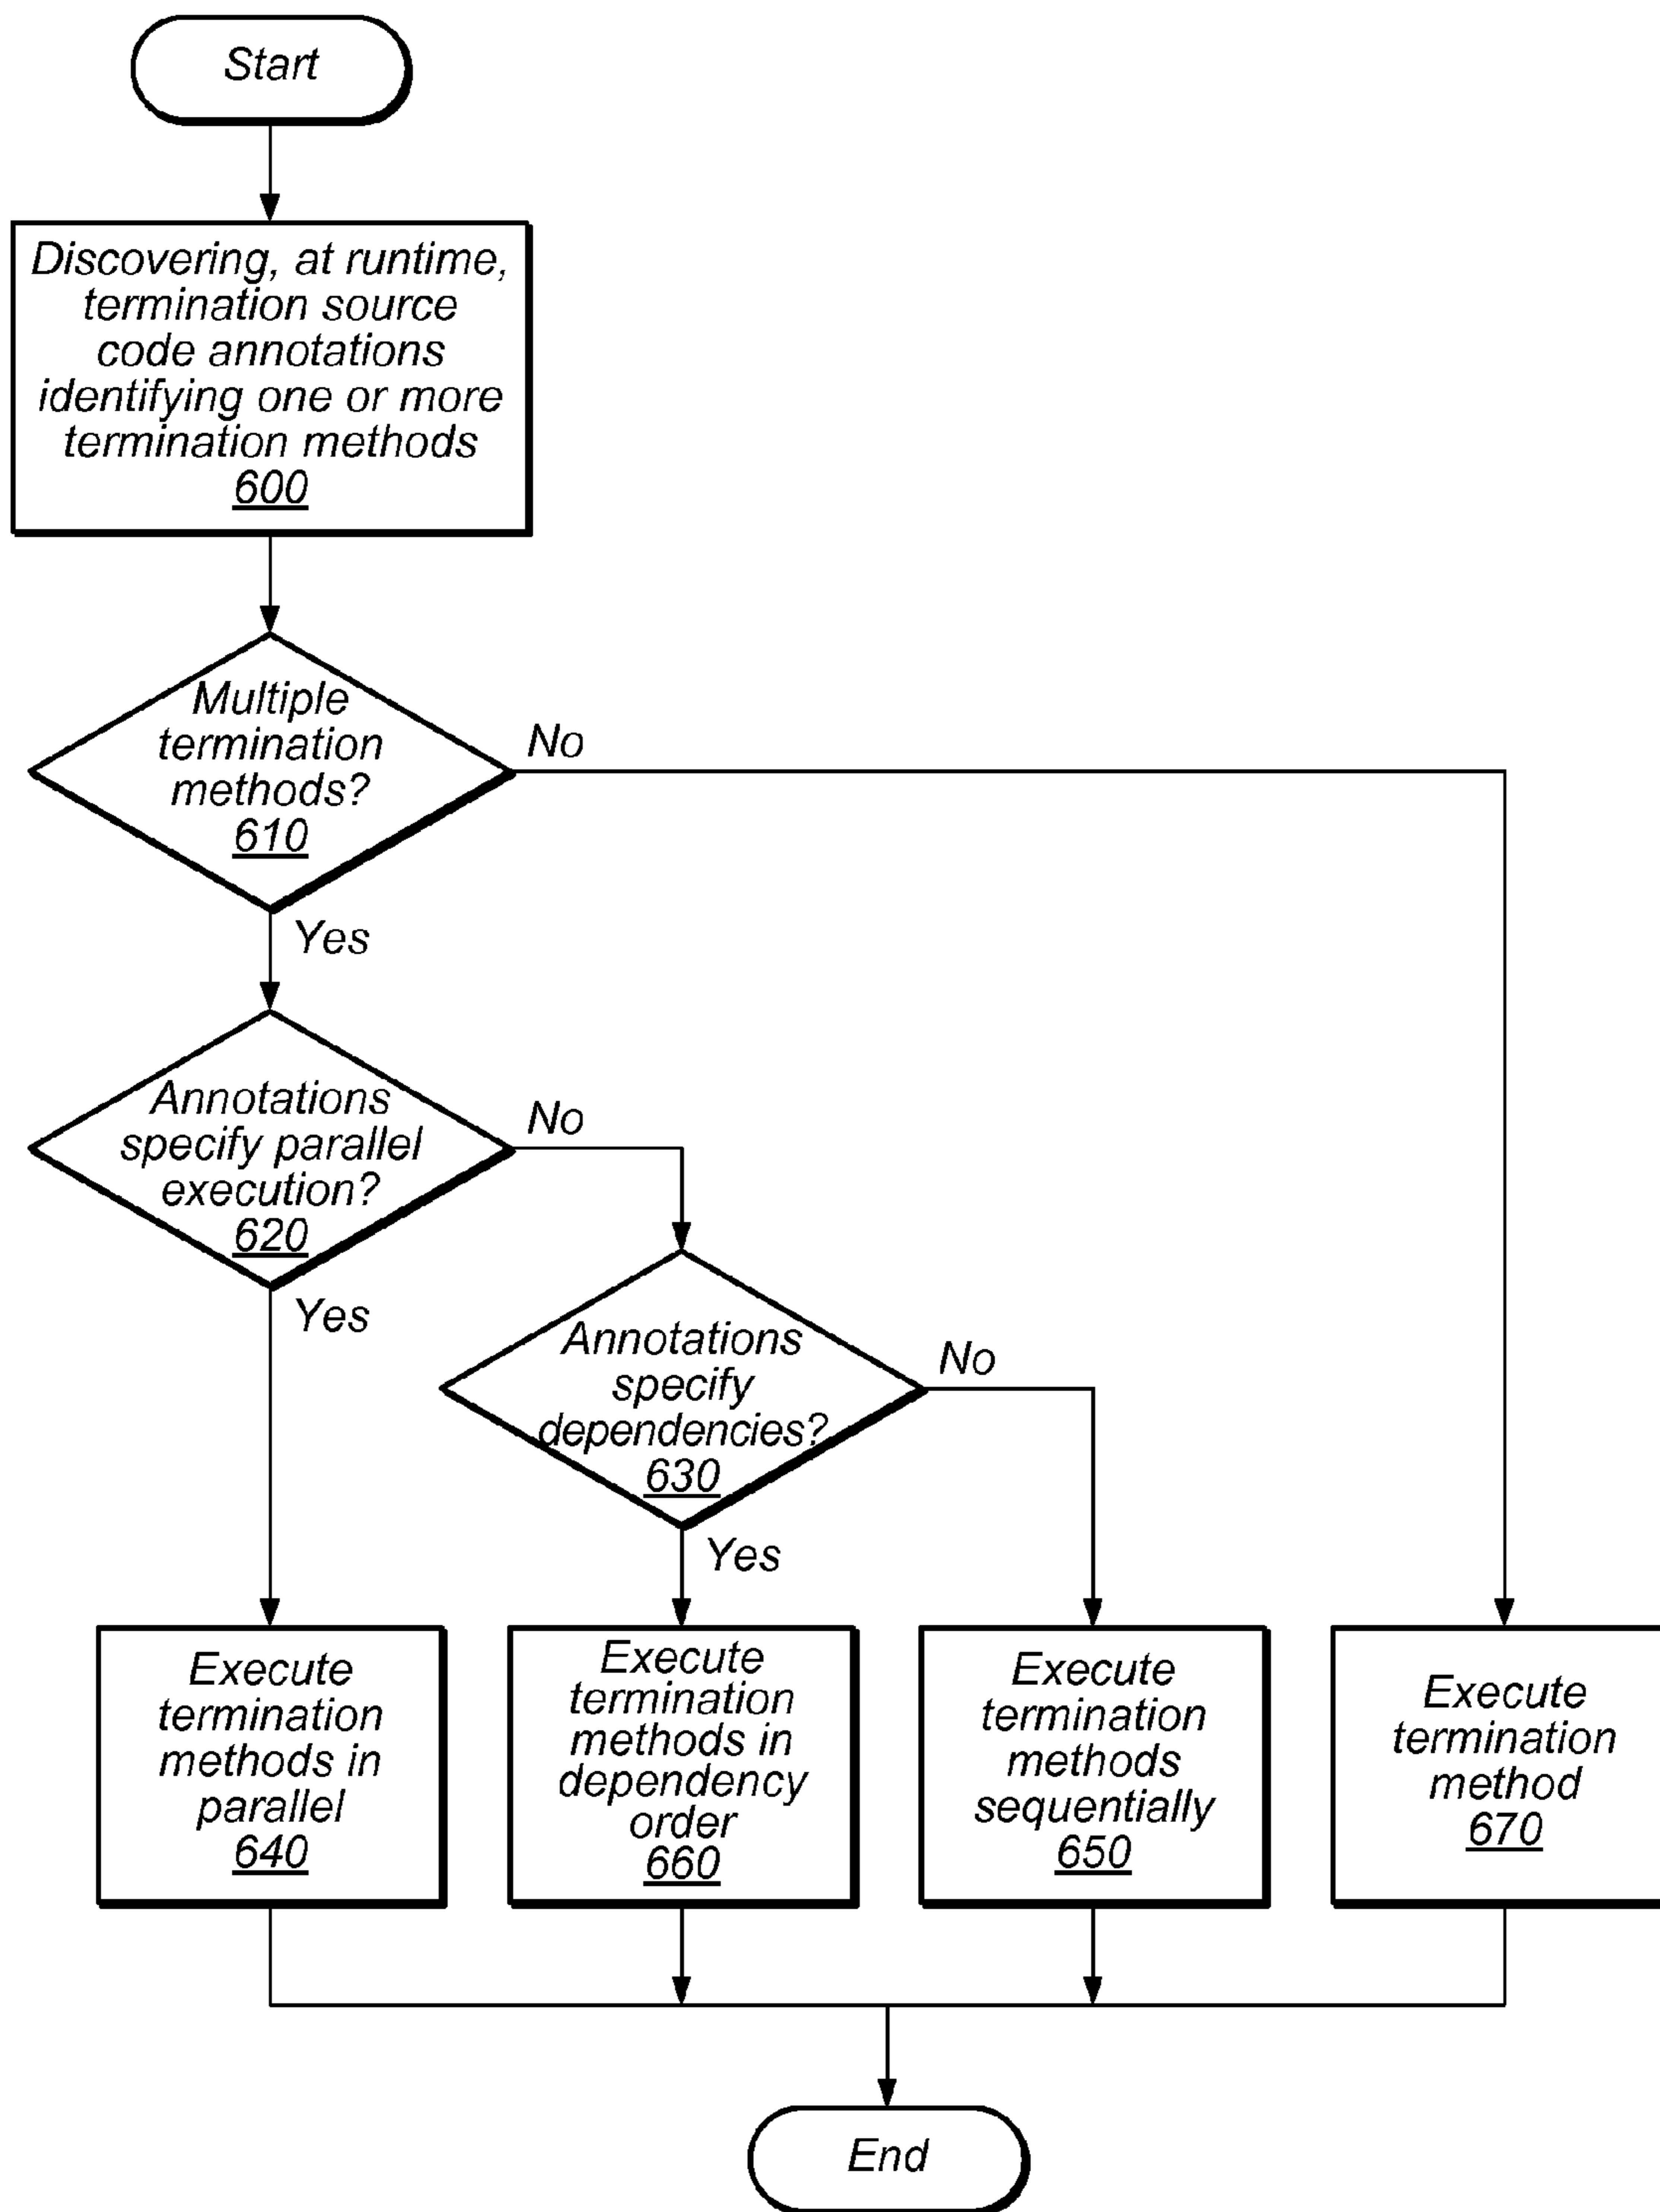 Start
Discovering, at runtime,
termination source
code annotations
identifying one or more
termination methods
600
Multiple
termination
methods?
610
No
Yes
Annotations
specify parallel
execution?
620
No
Yes
Annotations
specify
dependencies?
630
No
Yes
Execute
termination
methods in
parallel
640
Execute
termination
methods in
dependency
order
660
Execute
termination
methods
sequentially
650
Execute
termination
method
670
End